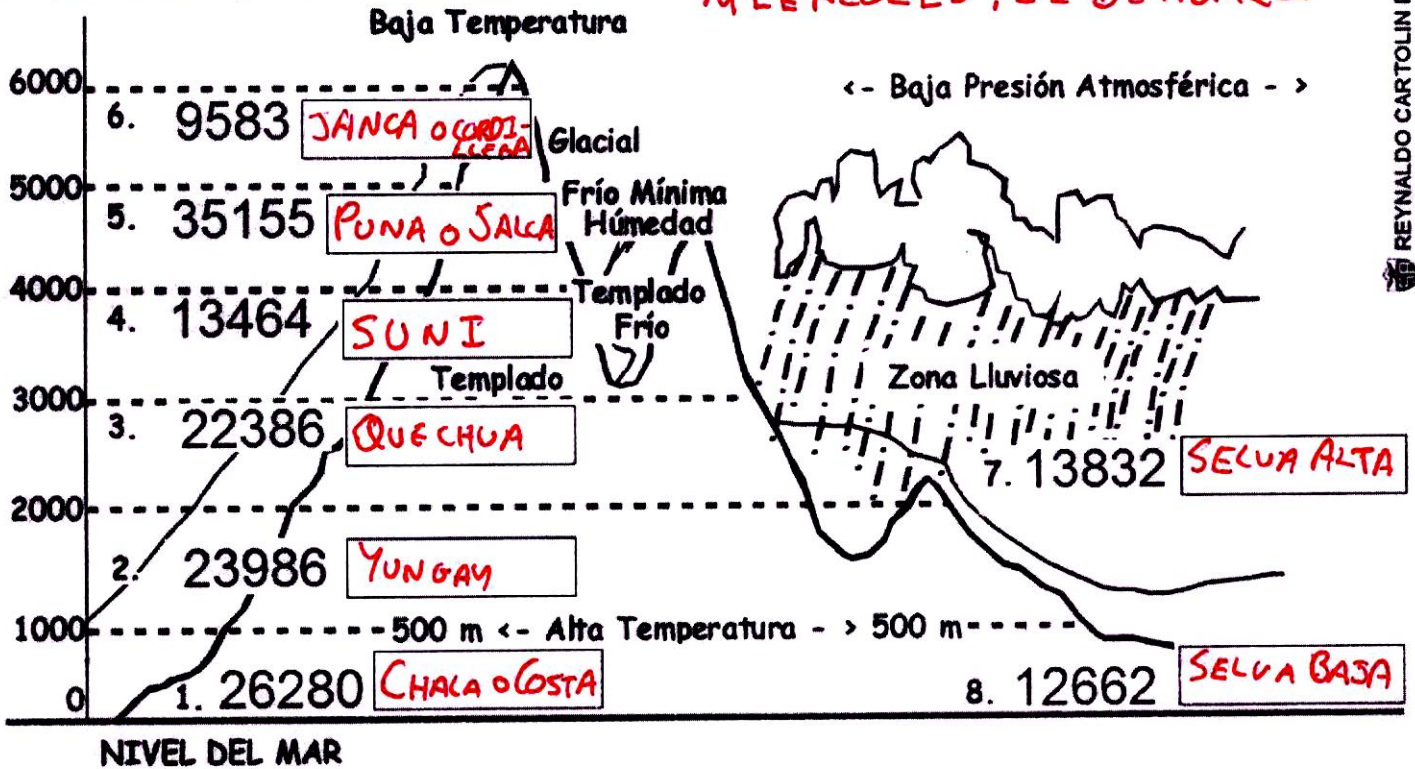 Baja Temperatura
6000
<- Baja Presión Atmosférica - >
6. 9583 JANCA O CORDI-
LLERA
Glacial
5000
Frío Mínima
Húmedad
5. 35155 PUNA O JALCA
4000
Templado
Frío
4. 13464 SUNI
Templado
Zona Lluviosa
3000
3. 22386 QUECHUA
7. 13832 SELVA ALTA
2000
2. 23986 YUNGAY
1000
500 m <- Alta Temperatura - > 500 m
0
1. 26280 CHALA O COSTA
8. 12662 SELVA BAJA
NIVEL DEL MAR
REYNALDO CARTOLIN